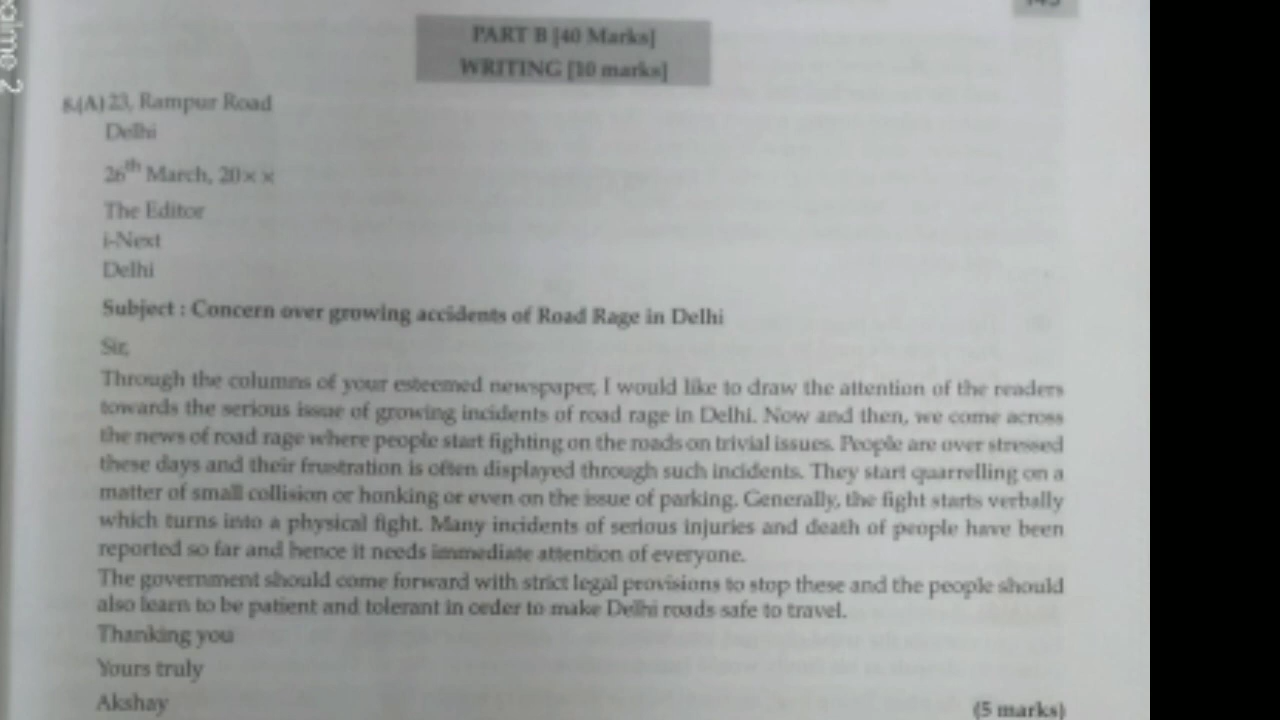 145
PART B [40 Marks]
WRITING [10 marks]
8.(A) 23, Rampur Road
Delhi
26th March, 20××
The Editor
i-Next
Delhi
Subject : Concern over growing accidents of Road Rage in Delhi
Sir,
Through the columns of your esteemed newspaper, I would like to draw the attention of the readers
towards the serious issue of growing incidents of road rage in Delhi. Now and then, we come across
the news of road rage where people start fighting on the roads on trivial issues. People are over stressed
these days and their frustration is often displayed through such incidents. They start quarrelling on a
matter of small collision or honking or even on the issue of parking. Generally, the fight starts verbally
which turns into a physical fight. Many incidents of serious injuries and death of people have been
reported so far and hence it needs immediate attention of everyone.
The government should come forward with strict legal provisions to stop these and the people should
also learn to be patient and tolerant in order to make Delhi roads safe to travel.
Thanking you
Yours truly
Akshay
(5 marks)